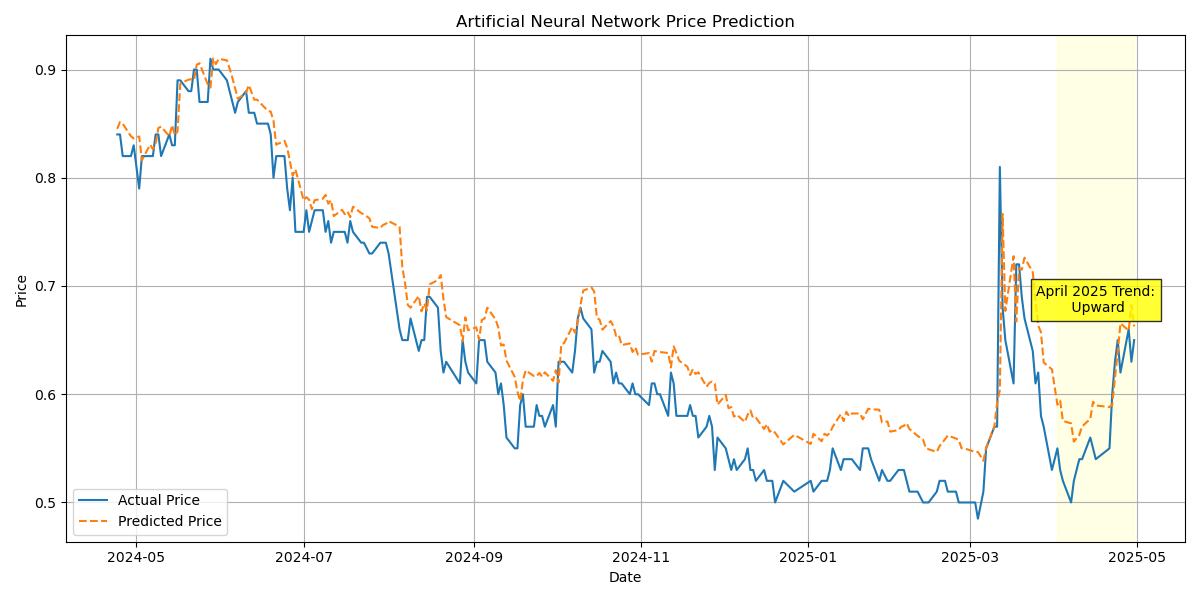 Artificial Neural Network Price Prediction
Price
0.9
0.8
0.7
0.6
0.5
April 2025 Trend:
Upward
Actual Price
Predicted Price
2024-05
2024-07
2024-09
2024-11
2025-01
2025-03
2025-05
Date